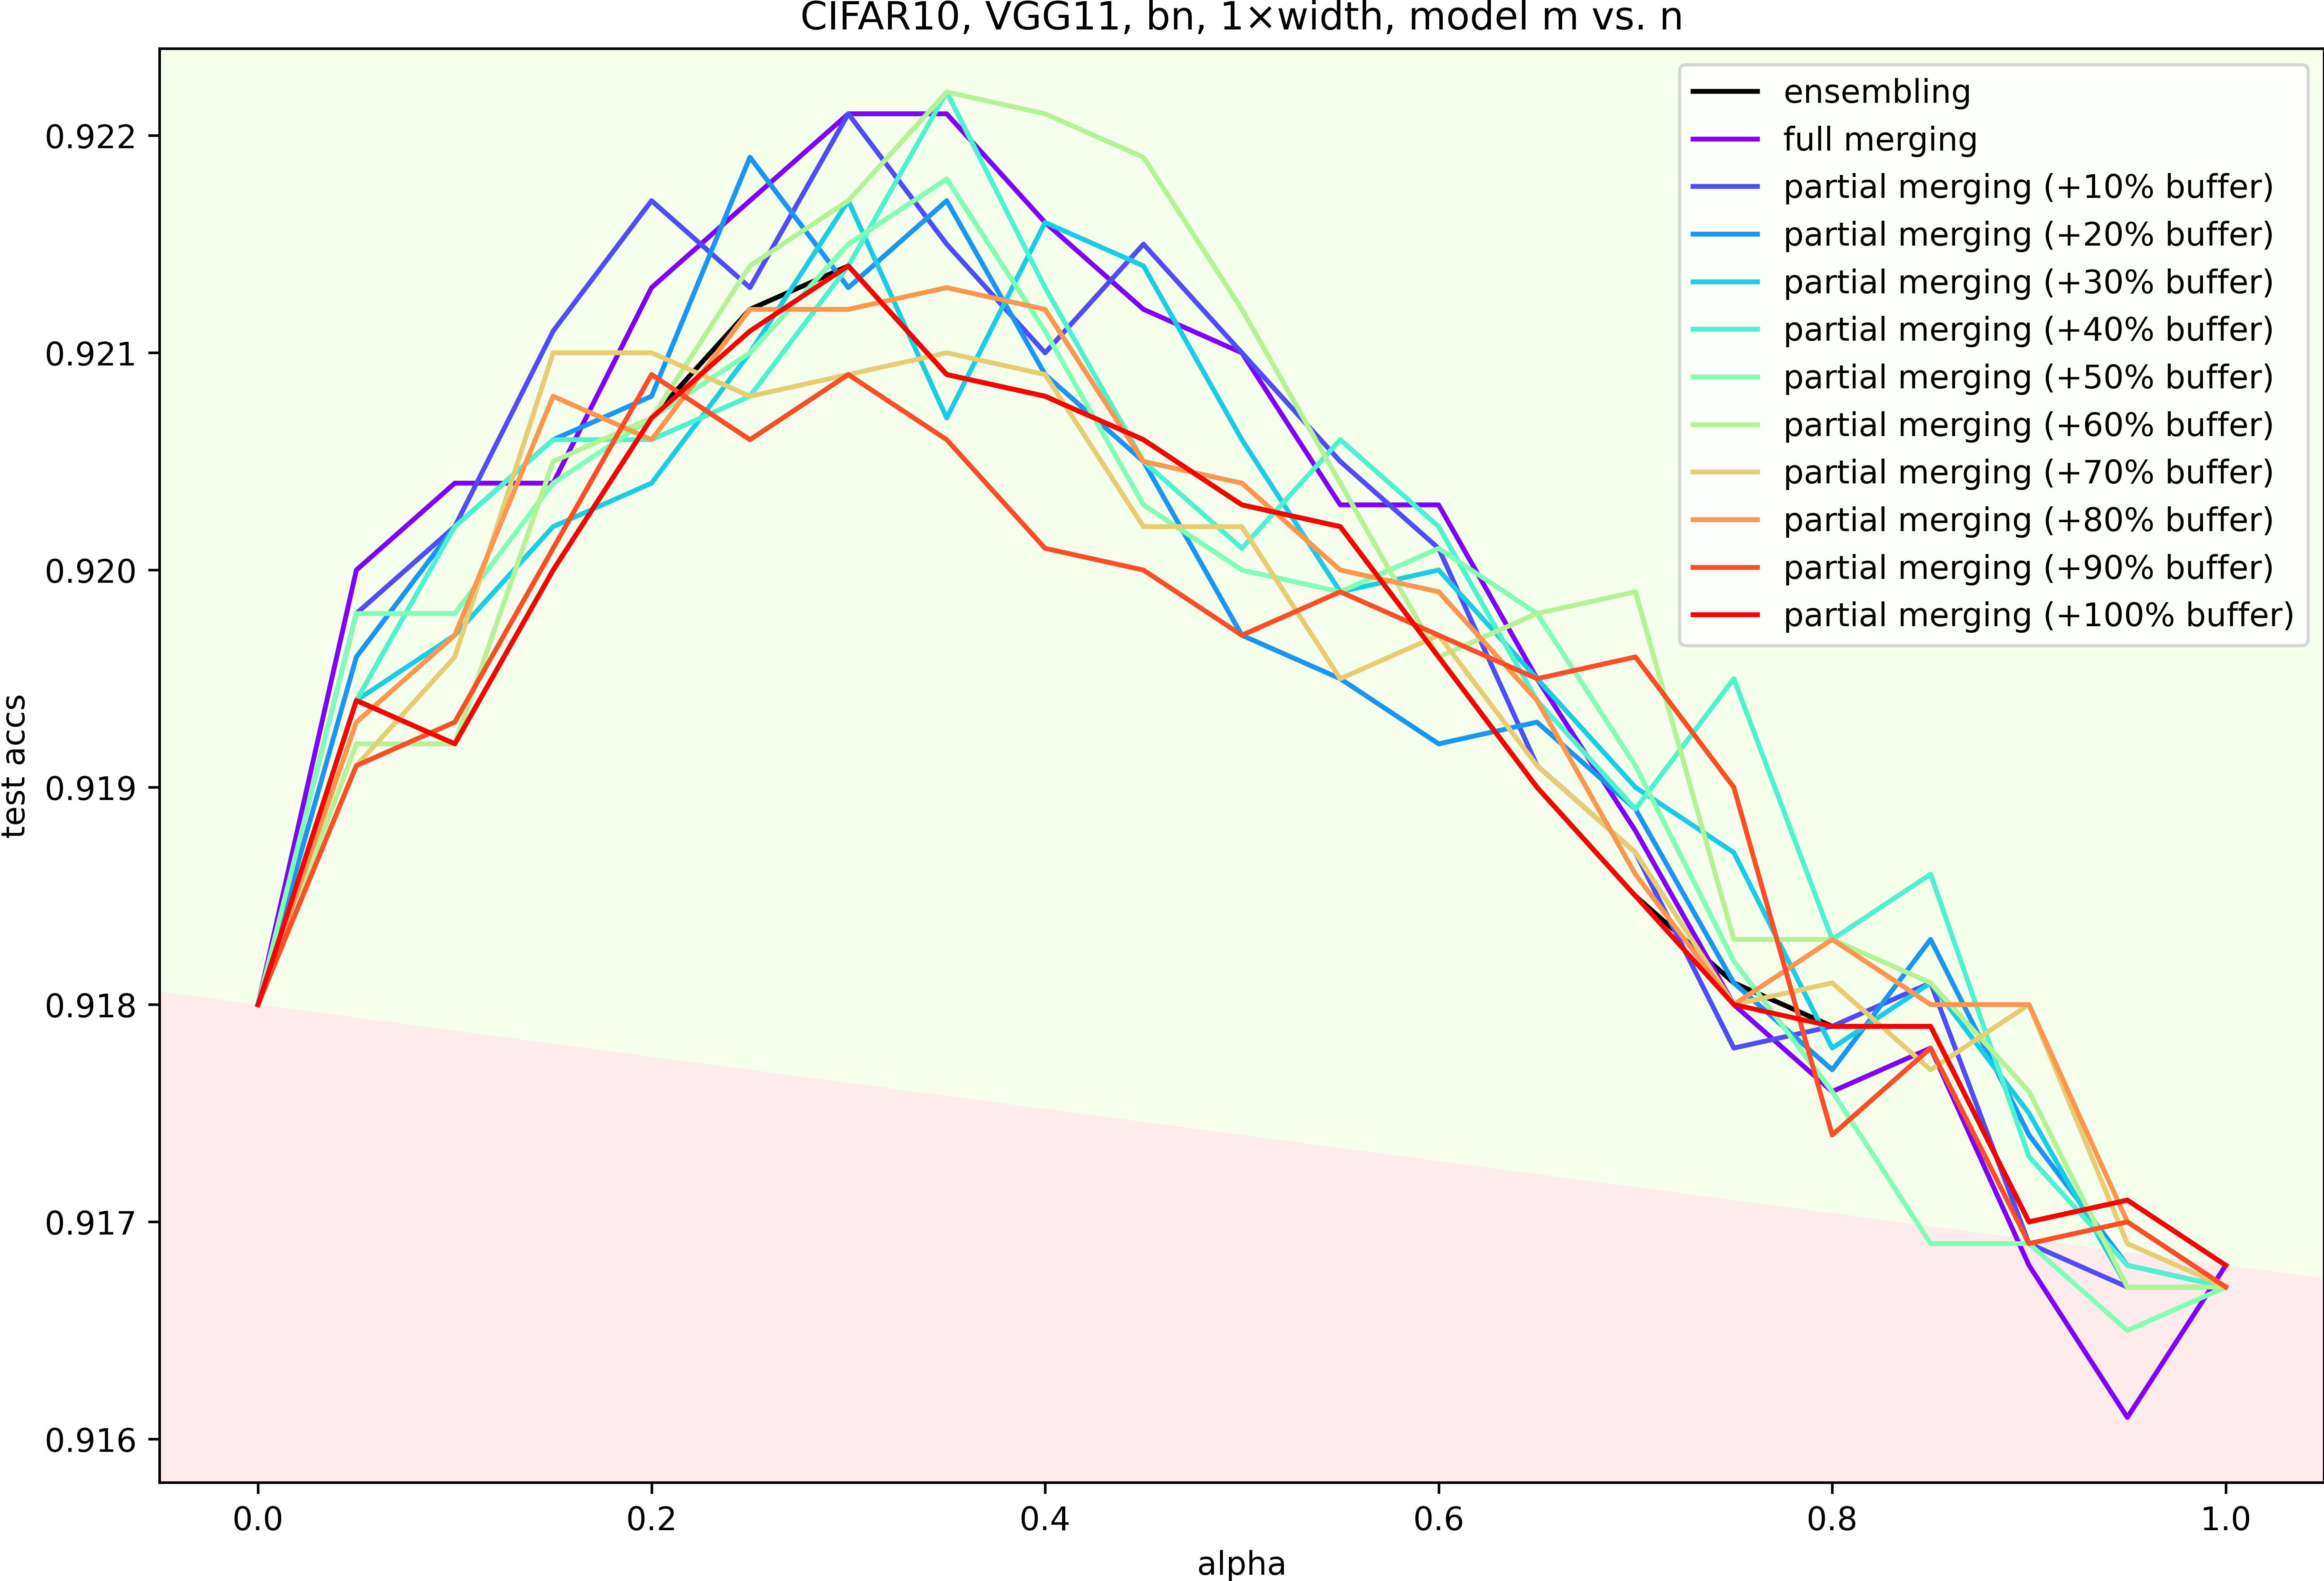 CIFAR10, VGG11, bn, 1×width, model m vs. n
ensembling
full merging
partial merging (+10% buffer)
partial merging (+20% buffer)
partial merging (+30% buffer)
partial merging (+40% buffer)
partial merging (+50% buffer)
partial merging (+60% buffer)
partial merging (+70% buffer)
partial merging (+80% buffer)
partial merging (+90% buffer)
partial merging (+100% buffer)
test accs
0.922
0.921
0.920
0.919
0.918
0.917
0.916
0.0 0.2 0.4 0.6 0.8 1.0
alpha